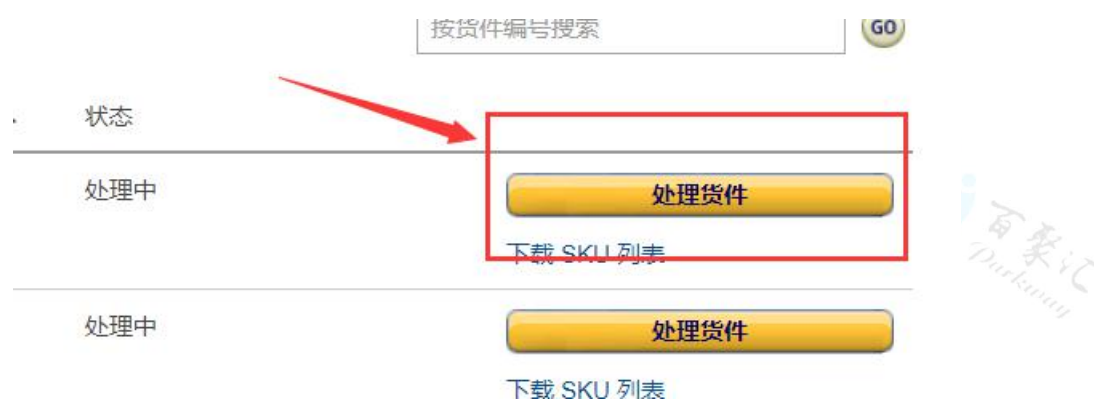 按货件编号搜索 GO
状态
处理中 处理货件
下载 SKU 列表
百聚汇
Parkway
处理中 处理货件
下载 SKU 列表